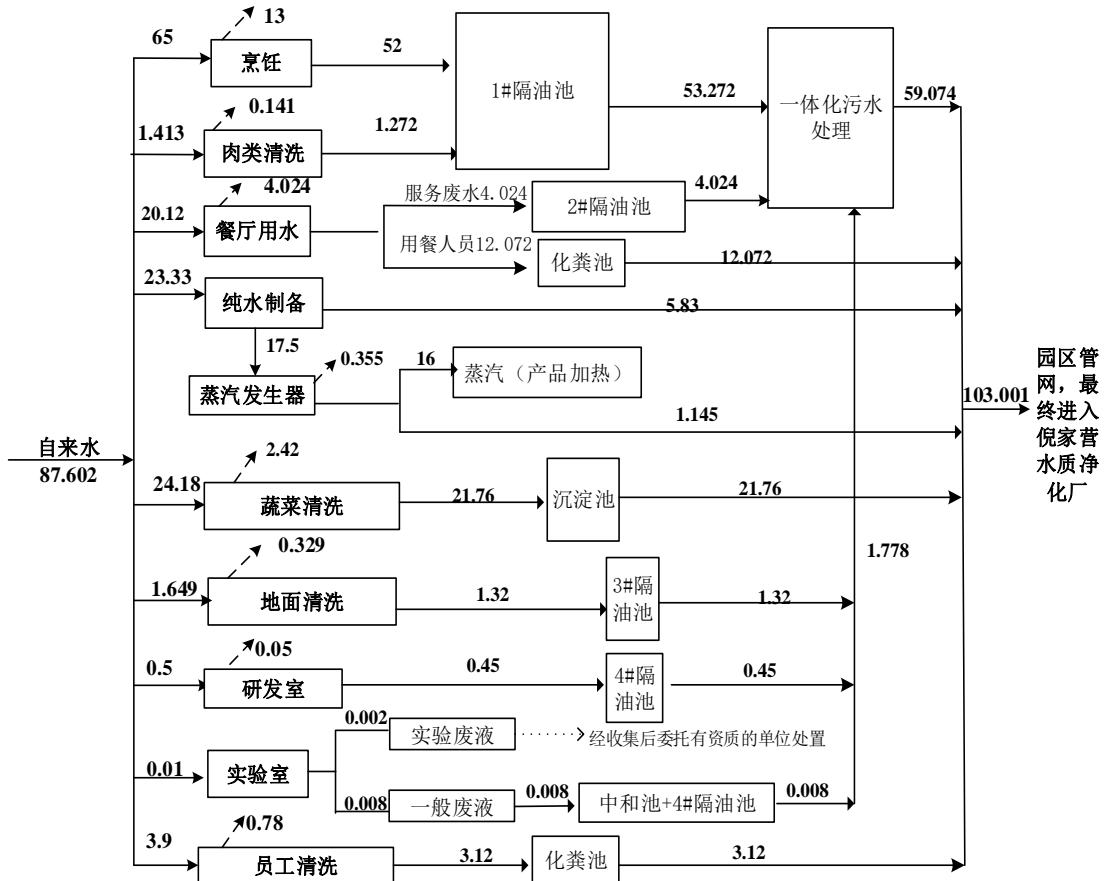 13
65
烹饪
52
1#隔油池
53.272
一体化污水
处理
59.074
0.141
1.413
肉类清洗
1.272
4.024
20.12
餐厅用水
服务废水4.024
2#隔油池
4.024
用餐人员12.072
化粪池
12.072
23.33
纯水制备
5.83
17.5
0.355
蒸汽发生器
16
蒸汽（产品加热）
1.145
自来水
87.602
103.001
园区管
网，最
终进入
倪家营
水质净
化厂
2.42
24.18
蔬菜清洗
21.76
沉淀池
21.76
1.778
0.329
1.649
地面清洗
1.32
3#隔
油池
1.32
0.05
0.5
研发室
0.45
4#隔
油池
0.45
0.002
实验废液
经收集后委托有资质的单位处置
0.01
实验室
0.008
一般废液
0.008
中和池+4#隔油池
0.008
0.78
3.9
员工清洗
3.12
化粪池
3.12